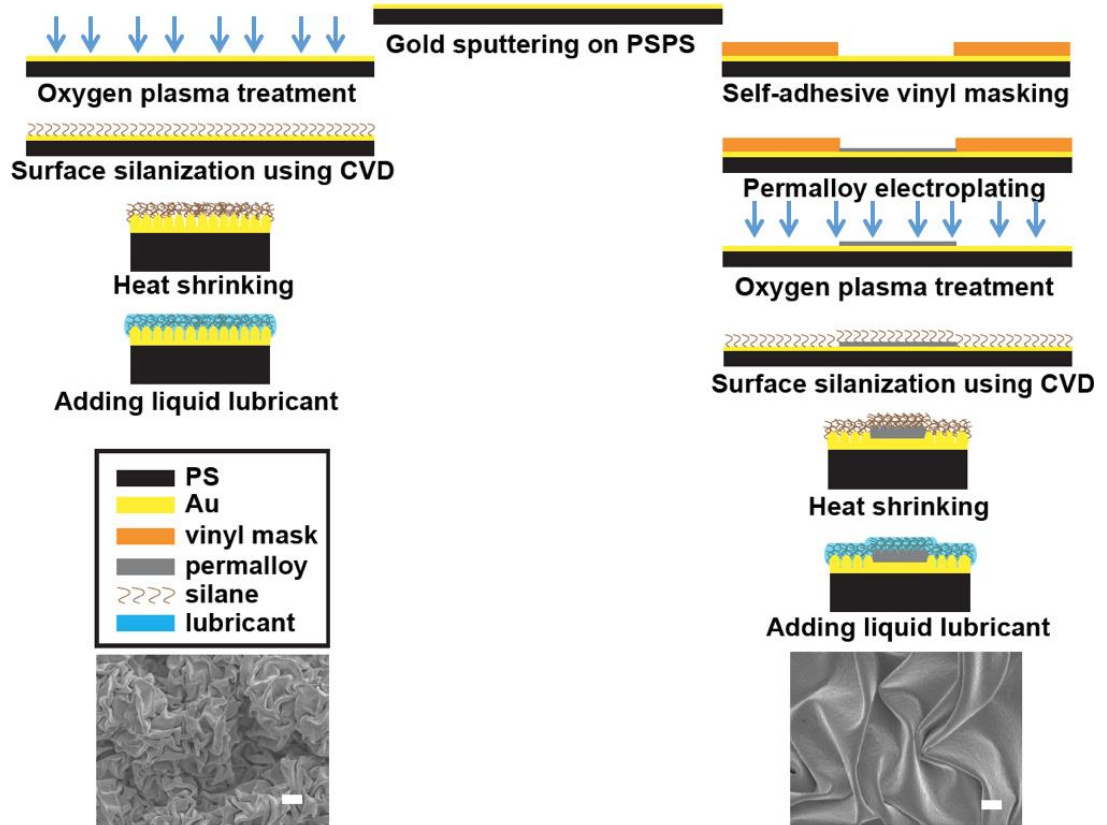 Gold sputtering on PSPS
Oxygen plasma treatment
Surface silanization using CVD
Heat shrinking
Adding liquid lubricant
PS
Au
vinyl mask
permalloy
silane
lubricant
Self-adhesive vinyl masking
Permalloy electroplating
Oxygen plasma treatment
Surface silanization using CVD
Heat shrinking
Adding liquid lubricant